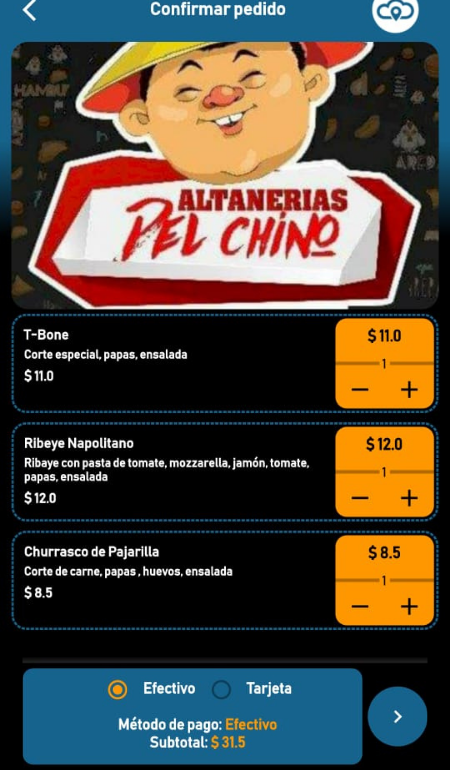 Confirmar pedido
ALTANERIAS
DEL CHINO
T-Bone
Corte especial, papas, ensalada
$11.0
$11.0
1
− +
Ribeye Napolitano
Ribaye con pasta de tomate, mozzarella, jamón, tomate,
papas, ensalada
$12.0
$12.0
1
− +
Churrasco de Pajarilla
Corte de carne, papas , huevos, ensalada
$8.5
$8.5
1
− +
Efectivo Tarjeta
Método de pago: Efectivo
Subtotal: $31.5